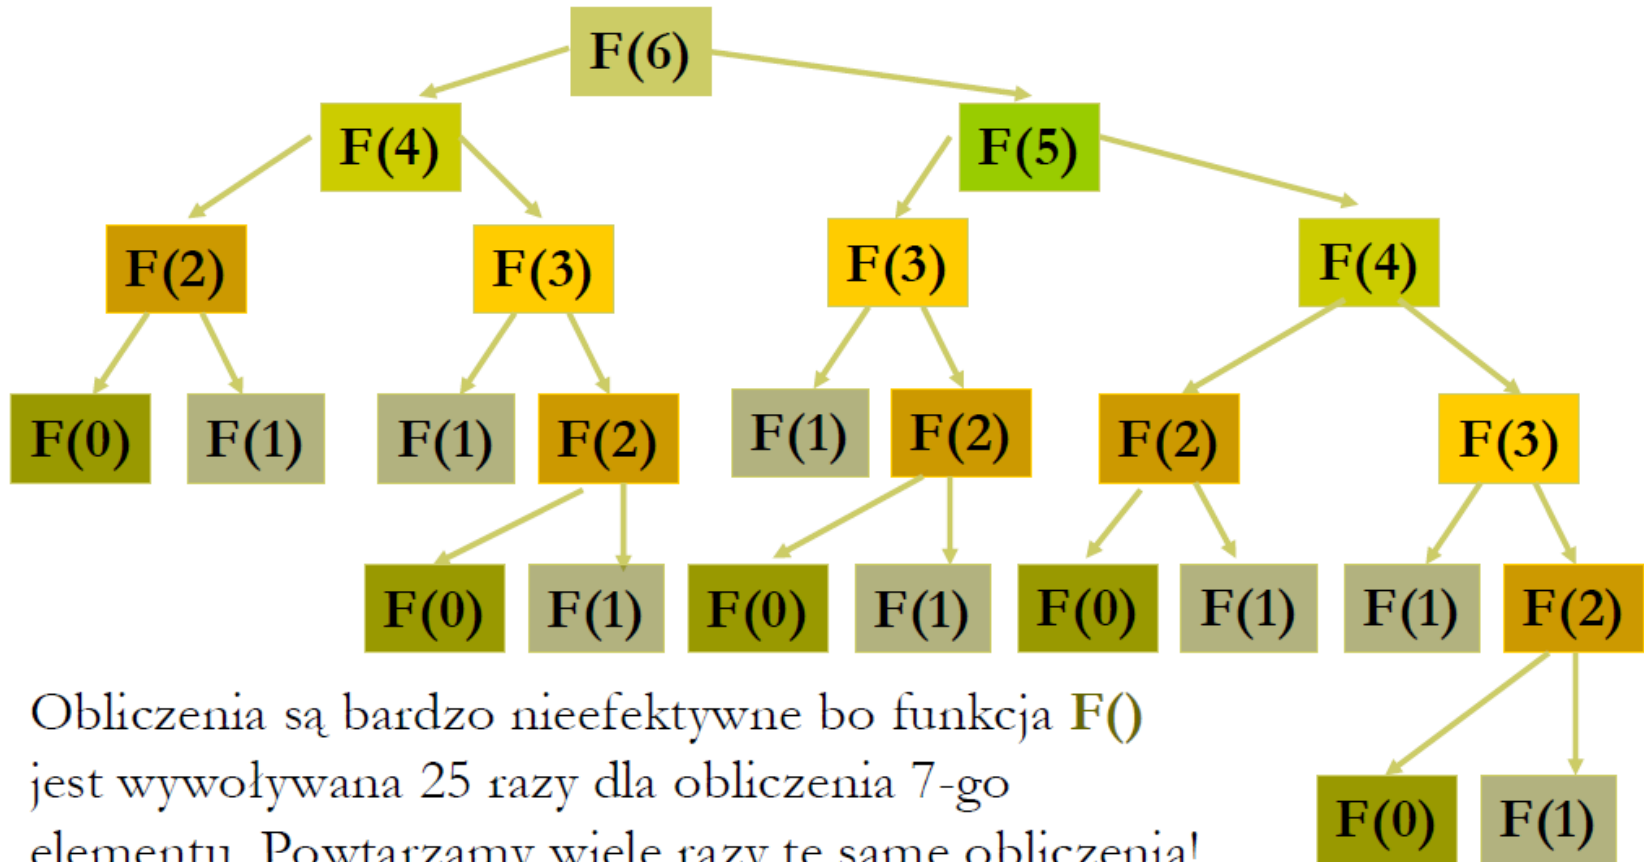 F(6)
F(4) F(5)
F(2) F(3) F(3) F(4)
F(0) F(1) F(1) F(2) F(1) F(2) F(2) F(3)
F(0) F(1) F(0) F(1) F(0) F(1) F(1) F(2)
Obliczenia są bardzo nieefektywne bo funkcja F()
jest wywoływana 25 razy dla obliczenia 7-go
F(0) F(1)
elementu. Powtarzamy wiele razy te same obliczenia!